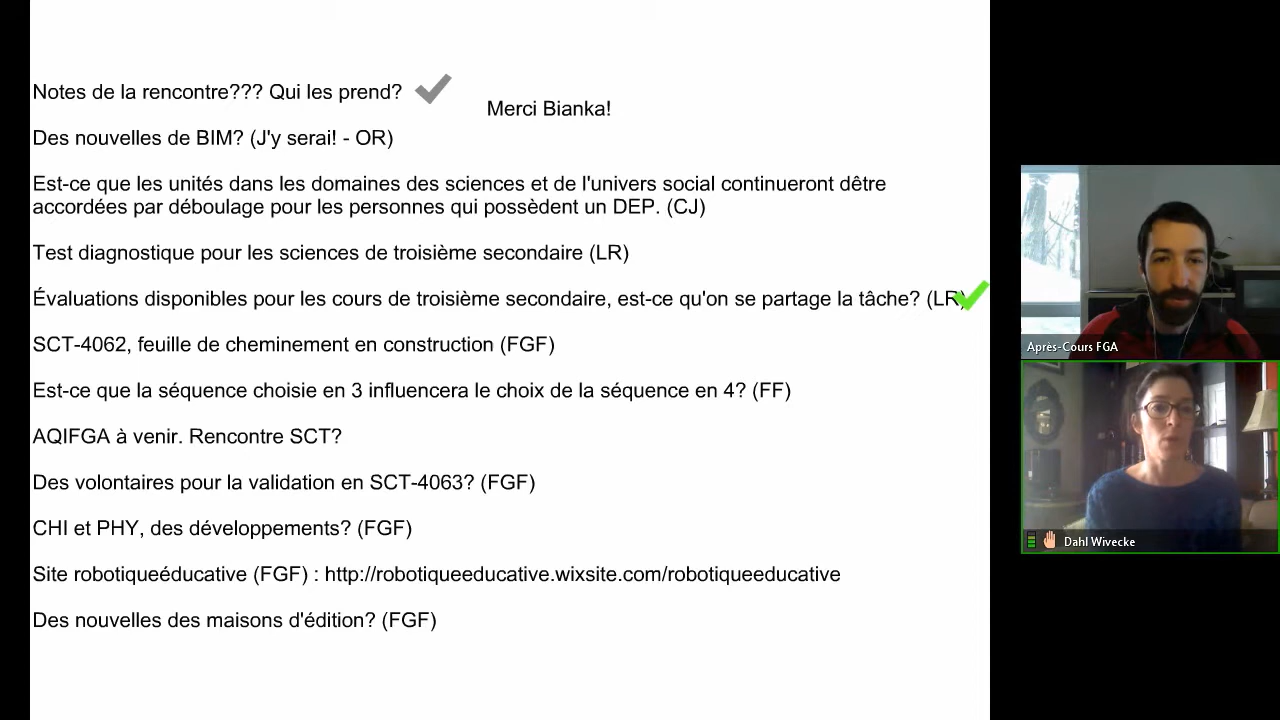 Notes de la rencontre??? Qui les prend?
Merci Bianka!
Des nouvelles de BIM? (J'y serai! - OR)
Est-ce que les unités dans les domaines des sciences et de l'univers social continueront dêtre
accordées par déboulage pour les personnes qui possèdent un DEP. (CJ)
Test diagnostique pour les sciences de troisième secondaire (LR)
Évaluations disponibles pour les cours de troisième secondaire, est-ce qu'on se partage la tâche? (LR)
SCT-4062, feuille de cheminement en construction (FGF)
Est-ce que la séquence choisie en 3 influencera le choix de la séquence en 4? (FF)
AQIFGA à venir. Rencontre SCT?
Des volontaires pour la validation en SCT-4063? (FGF)
CHI et PHY, des développements? (FGF)
Site robotiqueéducative (FGF) : http://robotiqueeducative.wixsite.com/robotiqueeducative
Des nouvelles des maisons d'édition? (FGF)
Après-Cours FGA
Dahl Wivecke